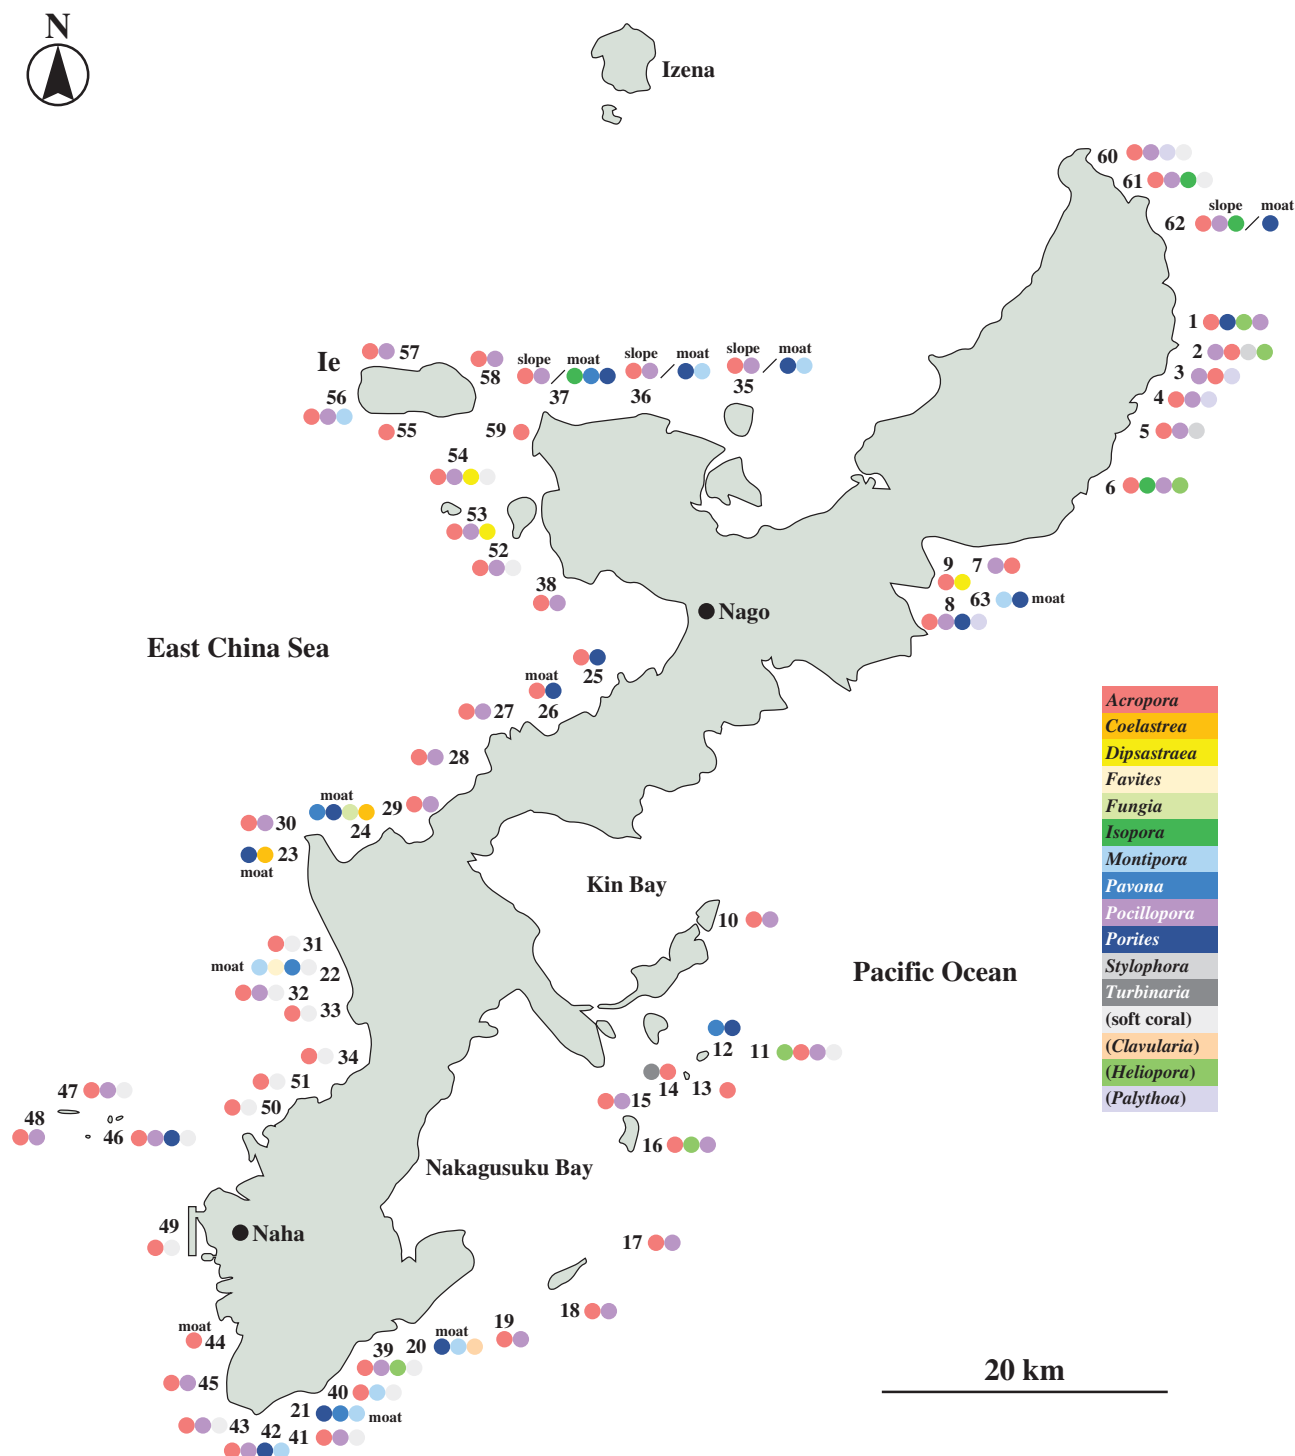 N
Izena
60
61
slope moat
62
1
2
3
4
5
6
Ie
57
58
56
55
59
slope moat
37
slope moat
36
slope moat
35
54
53
52
38
9 7
8 63 moat
Nago
East China Sea
25
moat
26
27
28
moat
24
29
30
23
moat
Kin Bay
10
31
moat 22
32
33
Pacific Ocean
34
12
11
51
14
13
47
50
15
48
46
16
Nakagusuku Bay
49
Naha
17
18
moat
44
19
moat
20
39
45
40
21
moat
43
42
41
20 km
Acropora
Coelastrea
Dipsastraea
Favites
Fungia
Isopora
Montipora
Pavona
Pocillopora
Porites
Stylophora
Turbinaria
(soft coral)
(Clavularia)
(Heliopora)
(Palythoa)